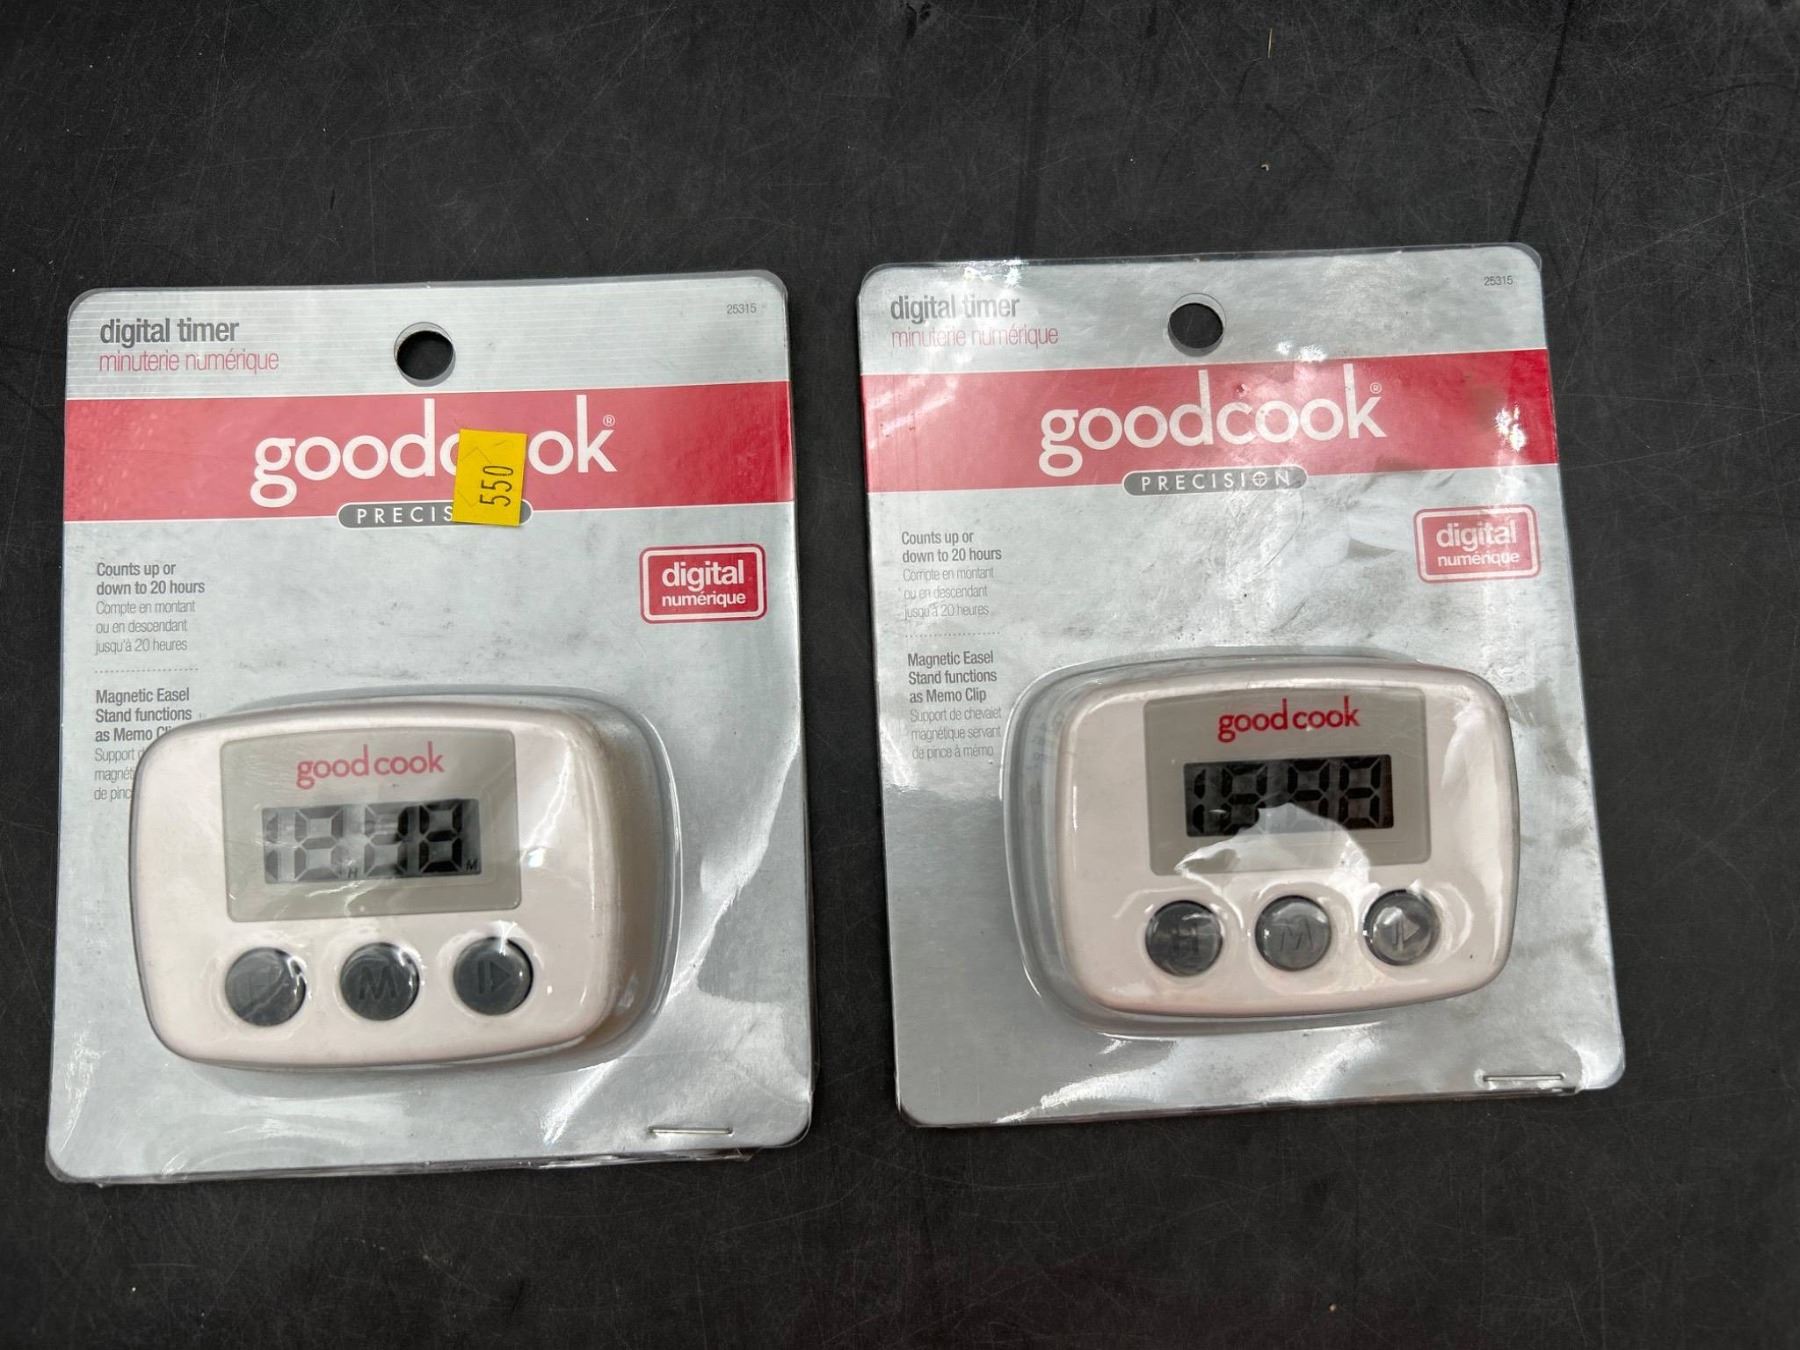 digital timer
minuterie numérique
25315
goodc ok®
550
PRECIS N
Counts up or
down to 20 hours
Compte en montant
ou en descendant
jusqu'à 20 heures
digital
numérique
Magnetic Easel
Stand functions
as Memo
Support
good cook
H M
M
digital timer
minuterie numérique
25315
goodcook®
PRECISION
Counts up or
down to 20 hours
Compte en montant
ou en descendant
jusqu'à 20 heures
digital
numérique
Magnetic Easel
Stand functions
as Memo Clip
Support de chevalet
magnétique servant
de pince à mémo
good cook
H M